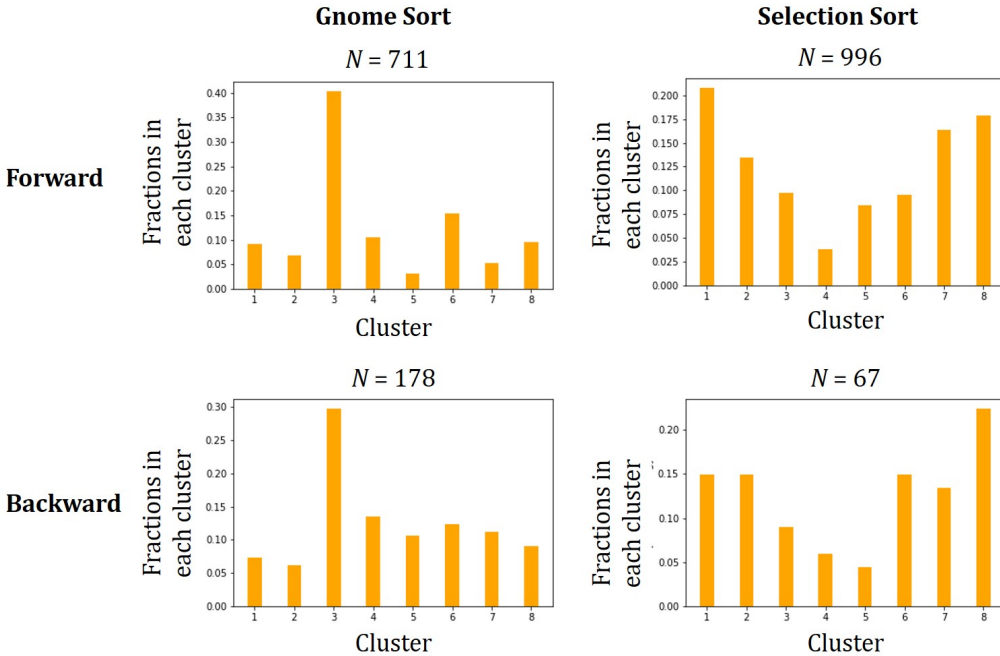 Gnome Sort
Selection Sort
Forward
N = 711
Fractions in
each cluster
0.40
0.35
0.30
0.25
0.20
0.15
0.10
0.05
0.00
1 2 3 4 5 6 7 8
Cluster
N = 996
Fractions in
each cluster
0.200
0.175
0.150
0.125
0.100
0.075
0.050
0.025
0.000
1 2 3 4 5 6 7 8
Cluster
Backward
N = 178
Fractions in
each cluster
0.30
0.25
0.20
0.15
0.10
0.05
0.00
1 2 3 4 5 6 7 8
Cluster
N = 67
Fractions in
each cluster
0.20
0.15
0.10
0.05
0.00
1 2 3 4 5 6 7 8
Cluster